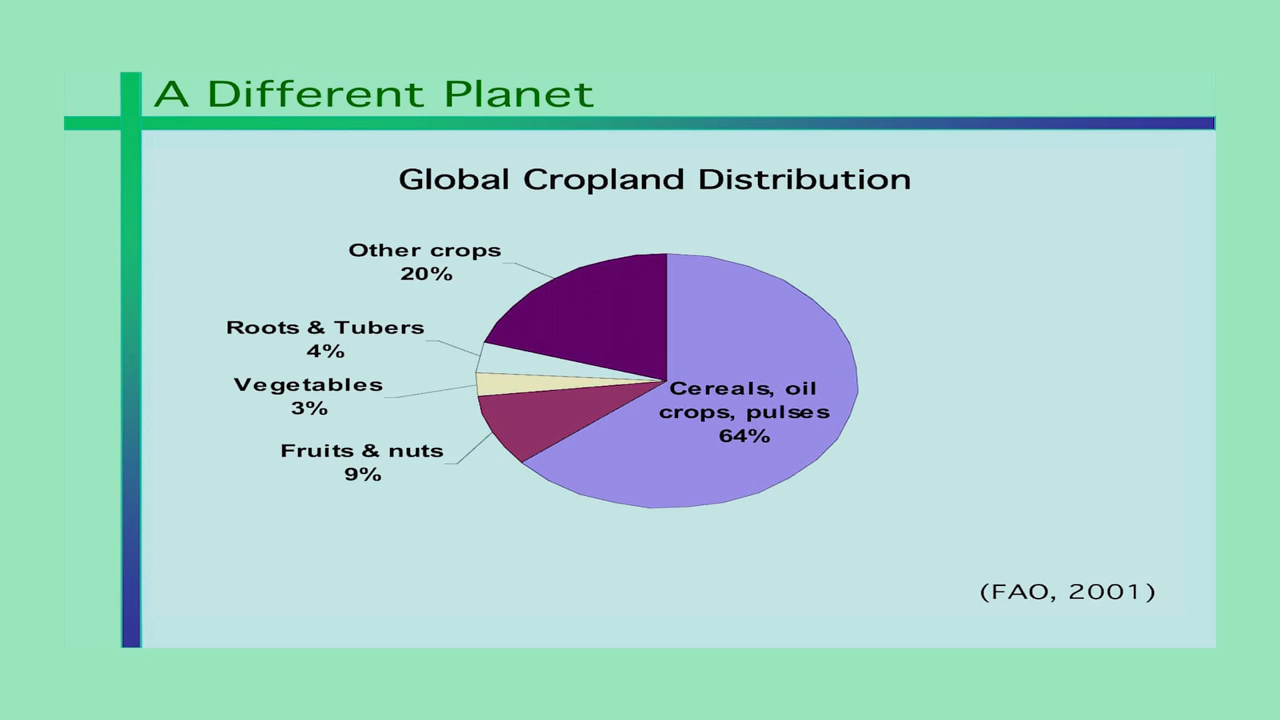 A Different Planet
Global Cropland Distribution
Other crops
20%
Roots & Tubers
4%
Vegetables
3%
Fruits & nuts
9%
Cereals, oil
crops, pulses
64%
(FAO, 2001)